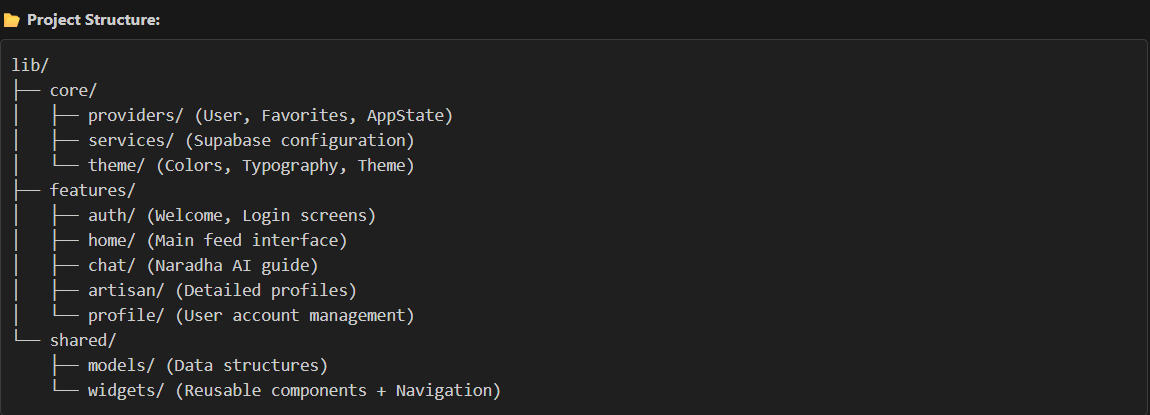 📂 Project Structure:
lib/
├── core/
│   ├── providers/ (User, Favorites, AppState)
│   ├── services/ (Supabase configuration)
│   └── theme/ (Colors, Typography, Theme)
├── features/
│   ├── auth/ (Welcome, Login screens)
│   ├── home/ (Main feed interface)
│   ├── chat/ (Naradha AI guide)
│   ├── artisan/ (Detailed profiles)
│   └── profile/ (User account management)
└── shared/
    ├── models/ (Data structures)
    └── widgets/ (Reusable components + Navigation)